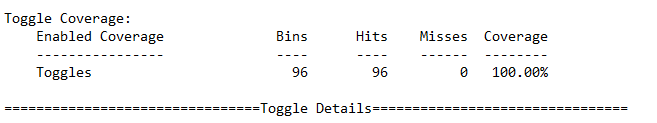 Toggle Coverage:
    Enabled Coverage              Bins      Hits    Misses  Coverage
    ----------------              ----      ----    ------  --------
    Toggles                         96        96         0   100.00%
================================Toggle Details================================